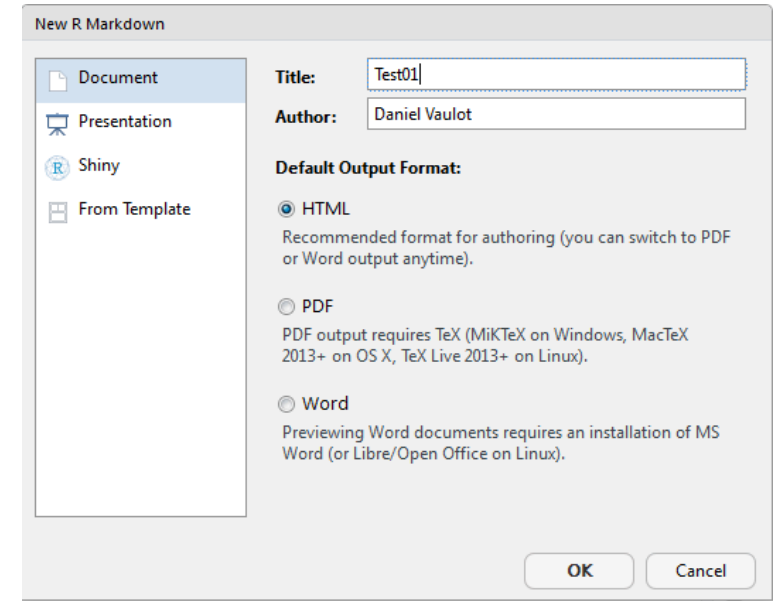 New R Markdown
Document
Presentation
R Shiny
From Template
Title: Test01
Author: Daniel Vaulot
Default Output Format:
HTML
Recommended format for authoring (you can switch to PDF
or Word output anytime).
PDF
PDF output requires TeX (MiKTeX on Windows, MacTeX
2013+ on OS X, TeX Live 2013+ on Linux).
Word
Previewing Word documents requires an installation of MS
Word (or Libre/Open Office on Linux).
OK Cancel